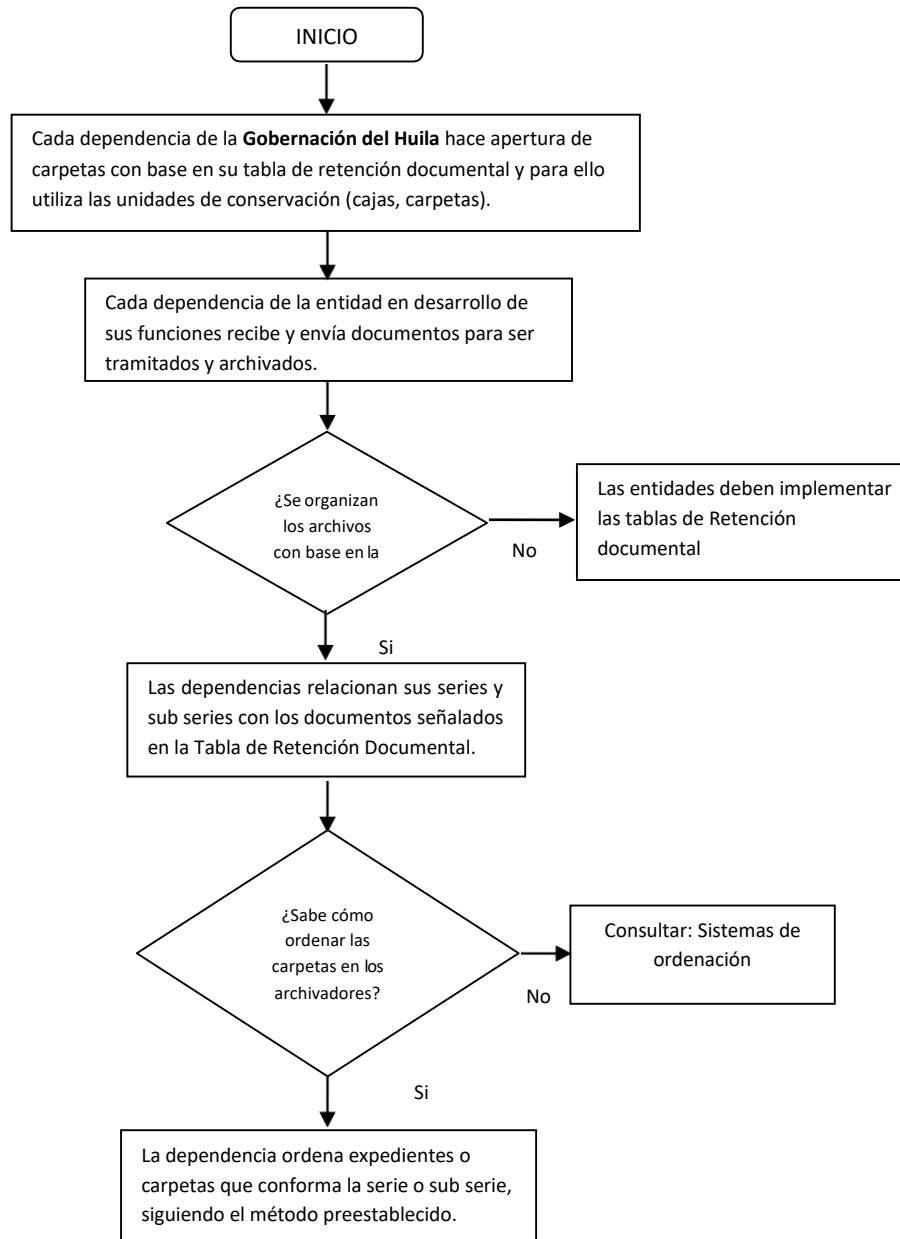 INICIO
Cada dependencia de la Gobernación del Huila hace apertura de
carpetas con base en su tabla de retención documental y para ello
utiliza las unidades de conservación (cajas, carpetas).
Cada dependencia de la entidad en desarrollo de
sus funciones recibe y envía documentos para ser
tramitados y archivados.
¿Se organizan
los archivos
con base en la
No
Las entidades deben implementar
las tablas de Retención
documental
Si
Las dependencias relacionan sus series y
sub series con los documentos señalados
en la Tabla de Retención Documental.
¿Sabe cómo
ordenar las
carpetas en los
archivadores?
No
Consultar: Sistemas de
ordenación
Si
La dependencia ordena expedientes o
carpetas que conforma la serie o sub serie,
siguiendo el método preestablecido.